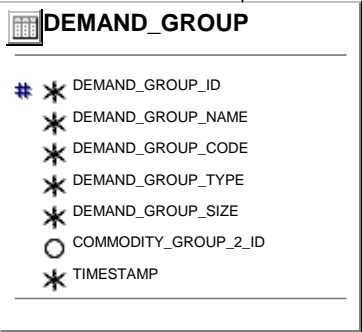 DEMAND_GROUP
# * DEMAND_GROUP_ID
* DEMAND_GROUP_NAME
* DEMAND_GROUP_CODE
* DEMAND_GROUP_TYPE
* DEMAND_GROUP_SIZE
O COMMODITY_GROUP_2_ID
* TIMESTAMP